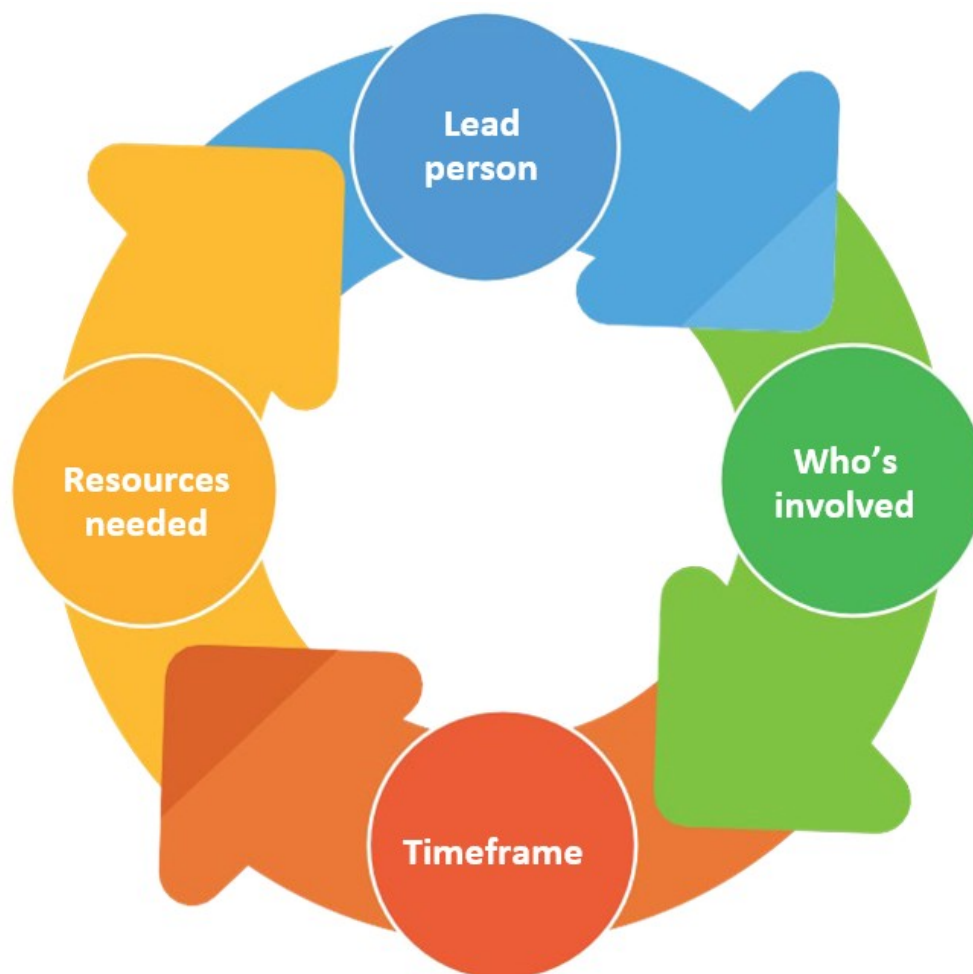 Lead
person
Who's
involved
Timeframe
Resources
needed